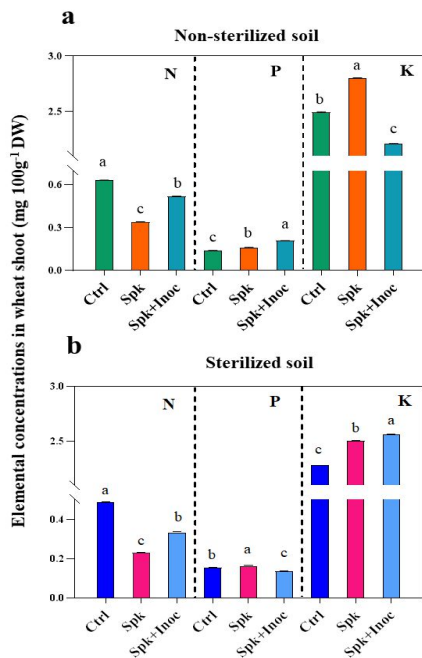 a
Non-sterilized soil
Elemental concentrations in wheat shoot (mg 100g-1 DW)
N P K
3.0
2.5
0.6
0.3
0.0
a c b
c b a
b a c
Ctrl Spk Spk+Inoc Ctrl Spk Spk+Inoc Ctrl Spk Spk+Inoc
b
Sterilized soil
N P K
3.0
2.5
0.4
0.2
0.0
a c b
b a c
c b a
Ctrl Spk Spk+Inoc Ctrl Spk Spk+Inoc Ctrl Spk Spk+Inoc